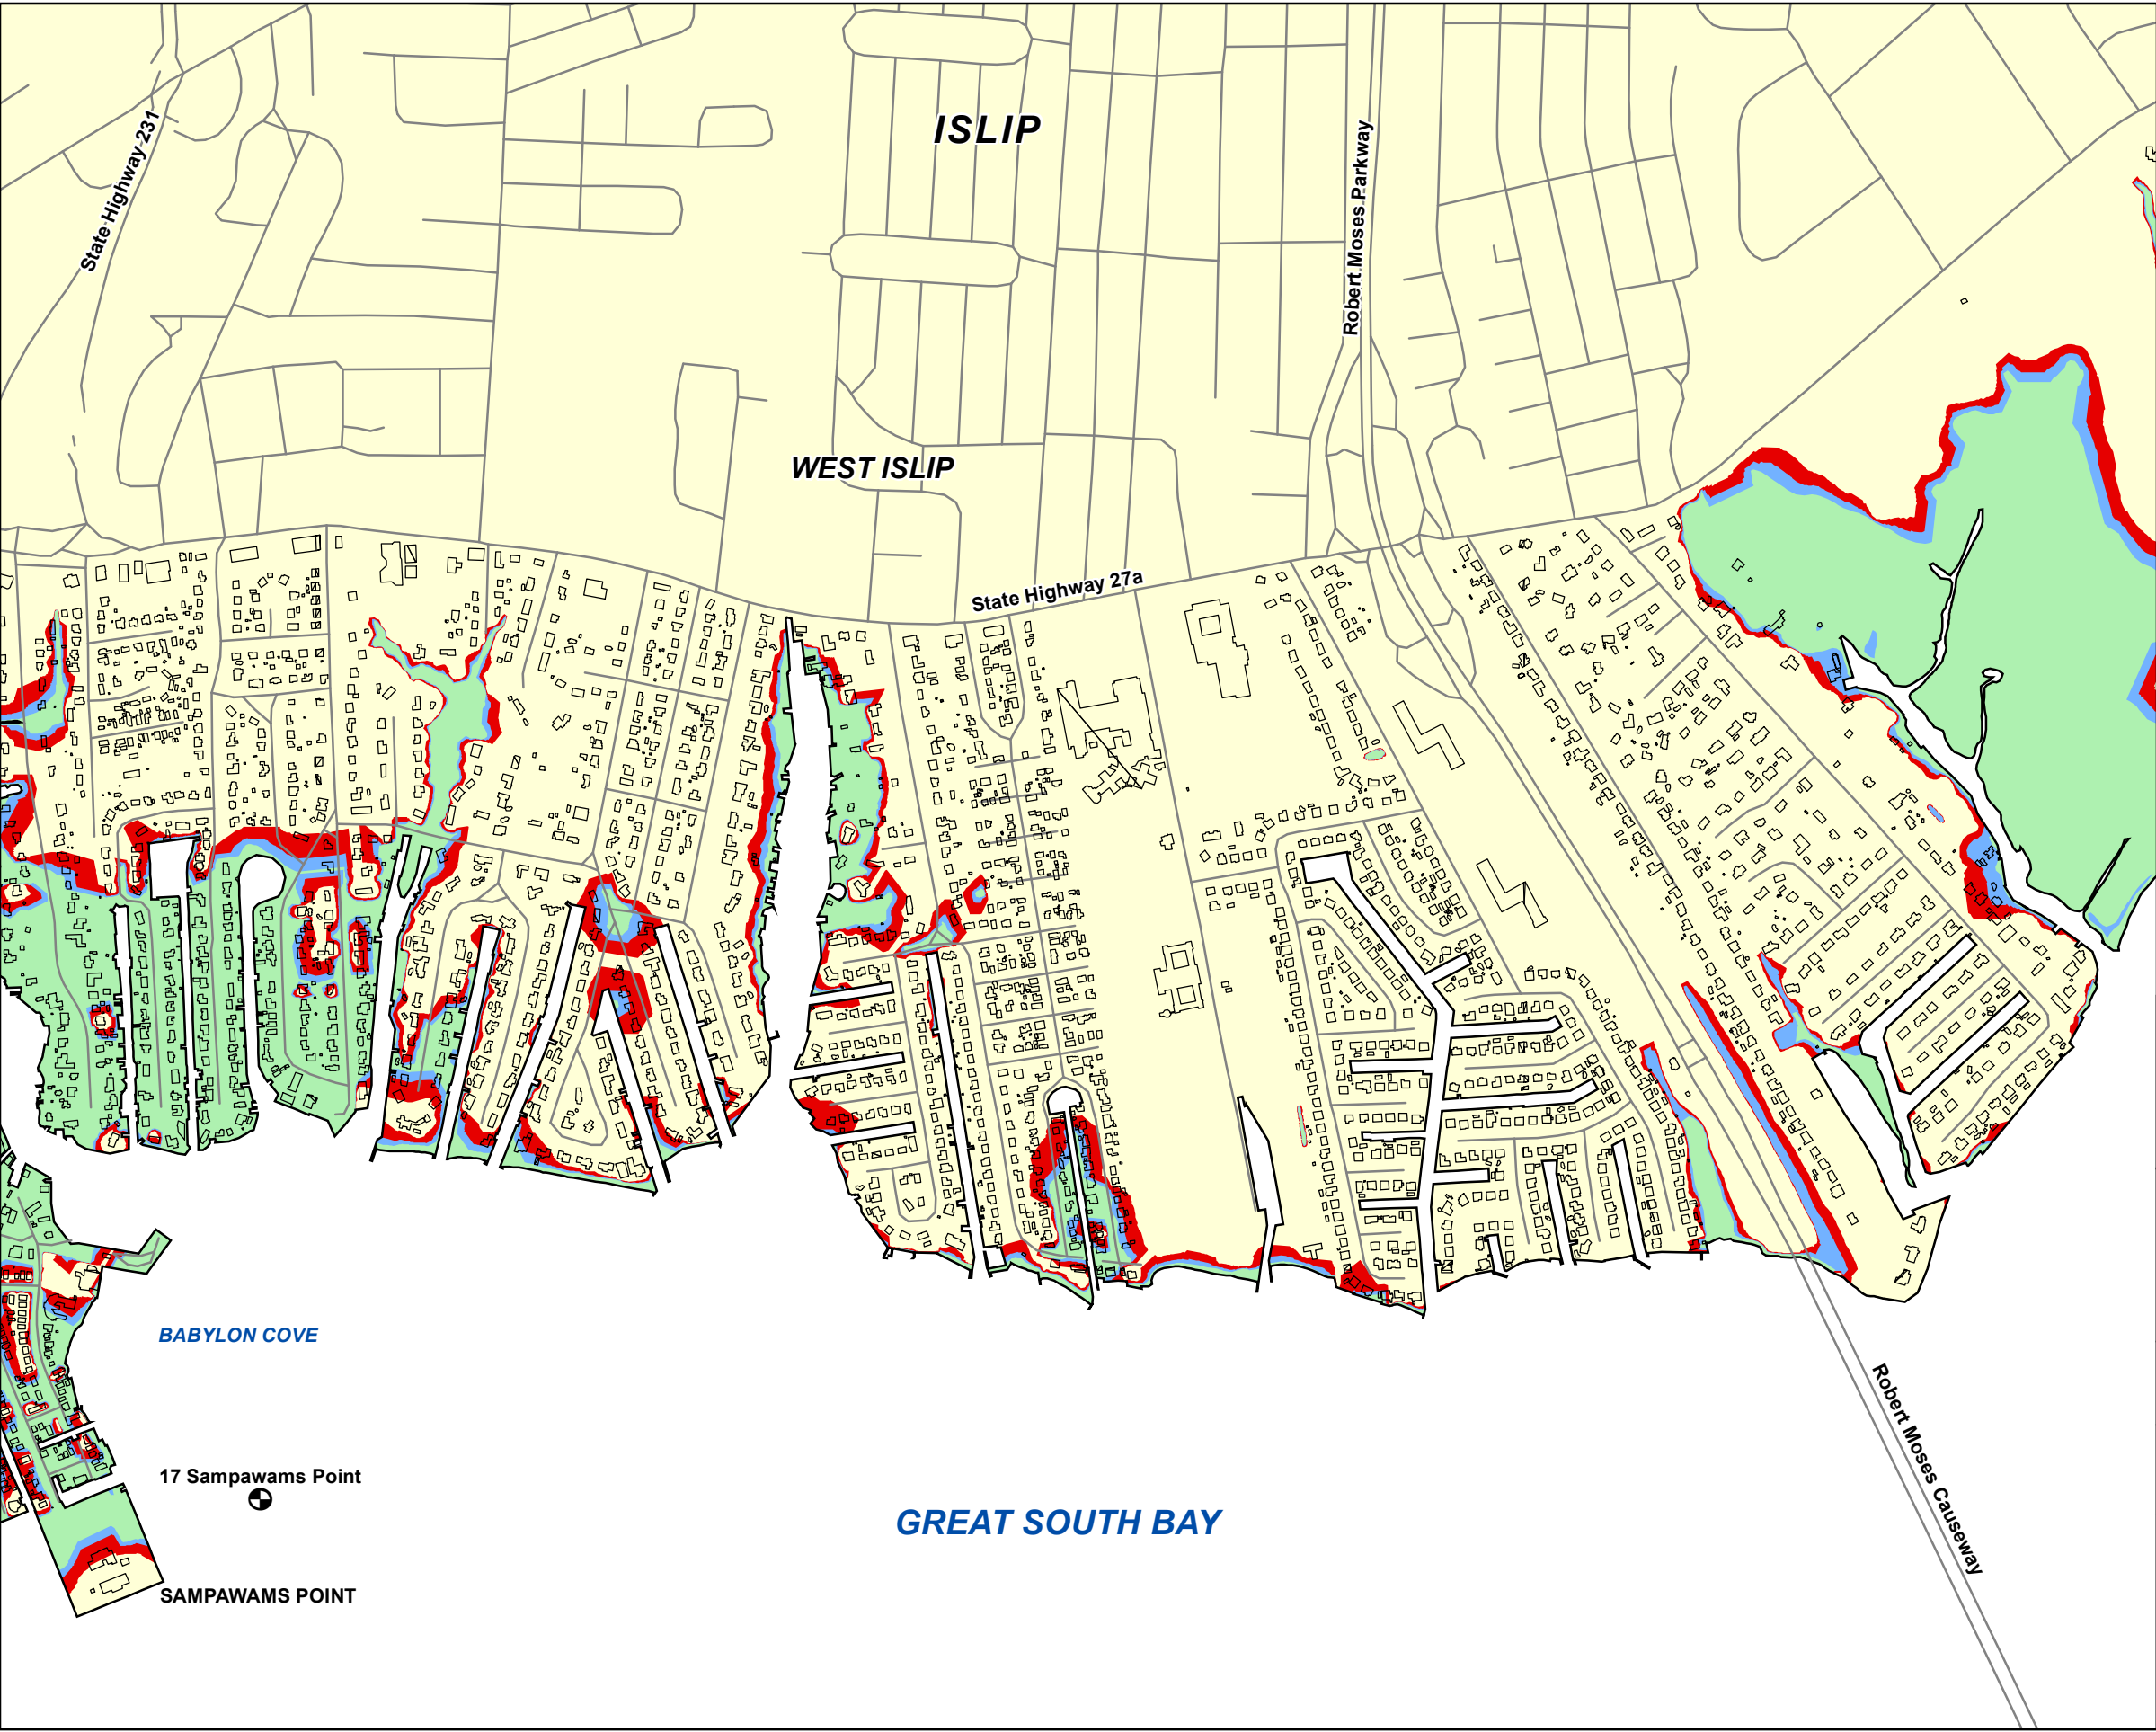 ISLIP
State Highway 231
Robert Moses Parkway
WEST ISLIP
State Highway 27a
BABYLON COVE
Robert Moses Causeway
17 Sampawams Point
GREAT SOUTH BAY
SAMPAWAMS POINT